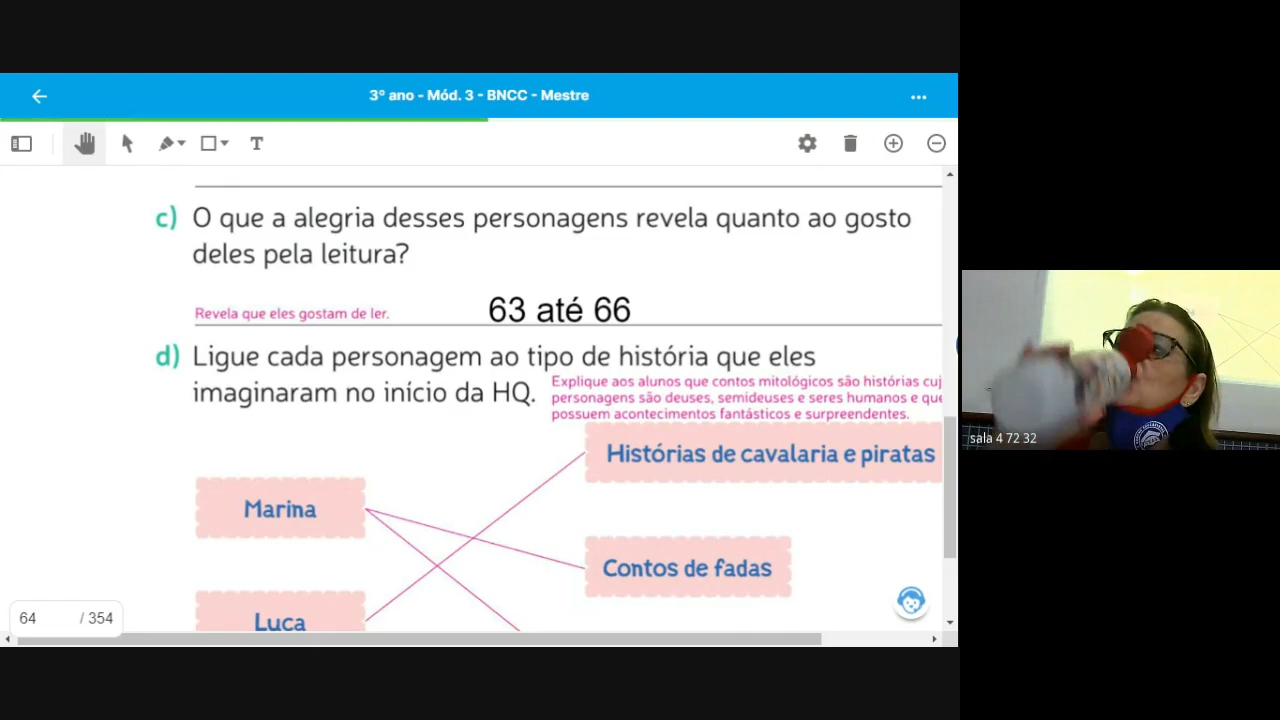 3º ano - Mód. 3 - BNCC - Mestre
T
c) O que a alegria desses personagens revela quanto ao gosto
deles pela leitura?
Revela que eles gostam de ler.
63 até 66
d) Ligue cada personagem ao tipo de história que eles
imaginaram no início da HQ.
Explique aos alunos que contos mitológicos são histórias cuj
personagens são deuses, semideuses e seres humanos e que
possuem acontecimentos fantásticos e surpreendentes.
Histórias de cavalaria e piratas
Marina
Contos de fadas
Luca
64 / 354
sala 4 72 32